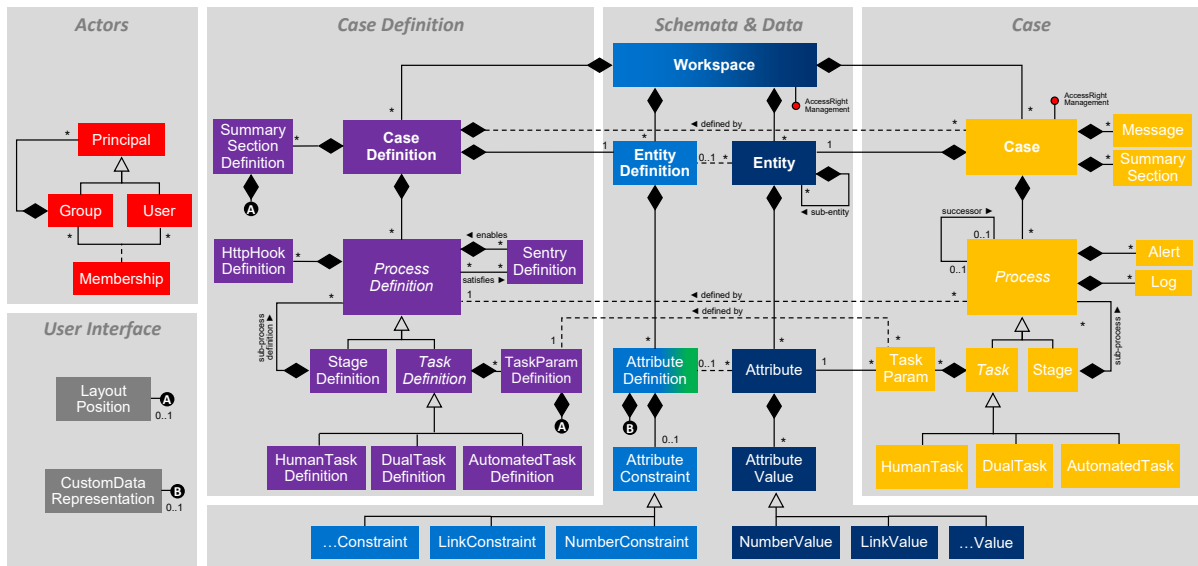 Actors
Case Definition
Schemata & Data
Case
Workspace
AccessRight
Management
AccessRight
Management
*
*
*
*
*
Principal
Summary
Section
Definition
*
Case
Definition
*
◄ defined by
*
Case
*
Message
*
Summary
Section
1
Entity
Definition
0..1
*
Entity
1
*
◄ sub-entity
A
Group
User
*
*
Membership
*
HttpHook
Definition
*
Process
Definition
◄ enables
*
*
*
satisfies ►
Sentry
Definition
successor ►
0..1
0..1
*
Process
*
Alert
*
Log
*
1
◄ defined by
*
◄ defined by
*
sub-process
definition ►
sub-process ►
User Interface
Layout
Position
A
0..1
CustomData
Representation
B
0..1
Stage
Definition
Task
Definition
*
1
TaskParam
Definition
A
*
Attribute
Definition
0..1
*
*
Attribute
1
*
*
Task
Param
*
Task
Stage
B
0..1
*
HumanTask
Definition
DualTask
Definition
AutomatedTask
Definition
Attribute
Constraint
Attribute
Value
HumanTask
DualTask
AutomatedTask
…Constraint
LinkConstraint
NumberConstraint
NumberValue
LinkValue
…Value